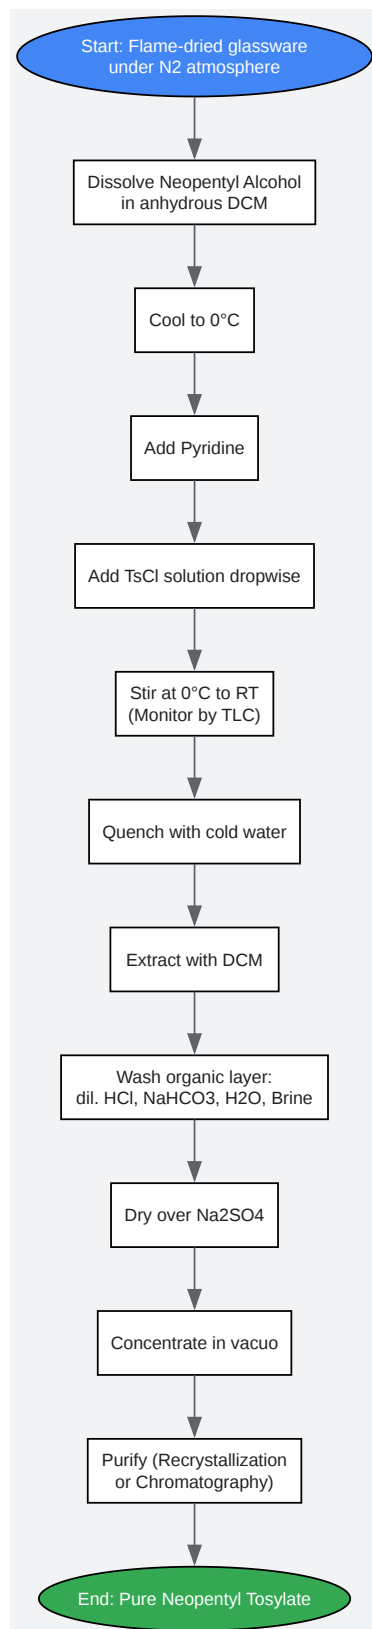 Start: Flame-dried glassware
under N2 atmosphere
Dissolve Neopentyl Alcohol
in anhydrous DCM
Cool to 0°C
Add Pyridine
Add TsCl solution dropwise
Stir at 0°C to RT
(Monitor by TLC)
Quench with cold water
Extract with DCM
Wash organic layer:
dil. HCl, NaHCO3, H2O, Brine
Dry over Na2SO4
Concentrate in vacuo
Purify (Recrystallization
or Chromatography)
End: Pure Neopentyl Tosylate